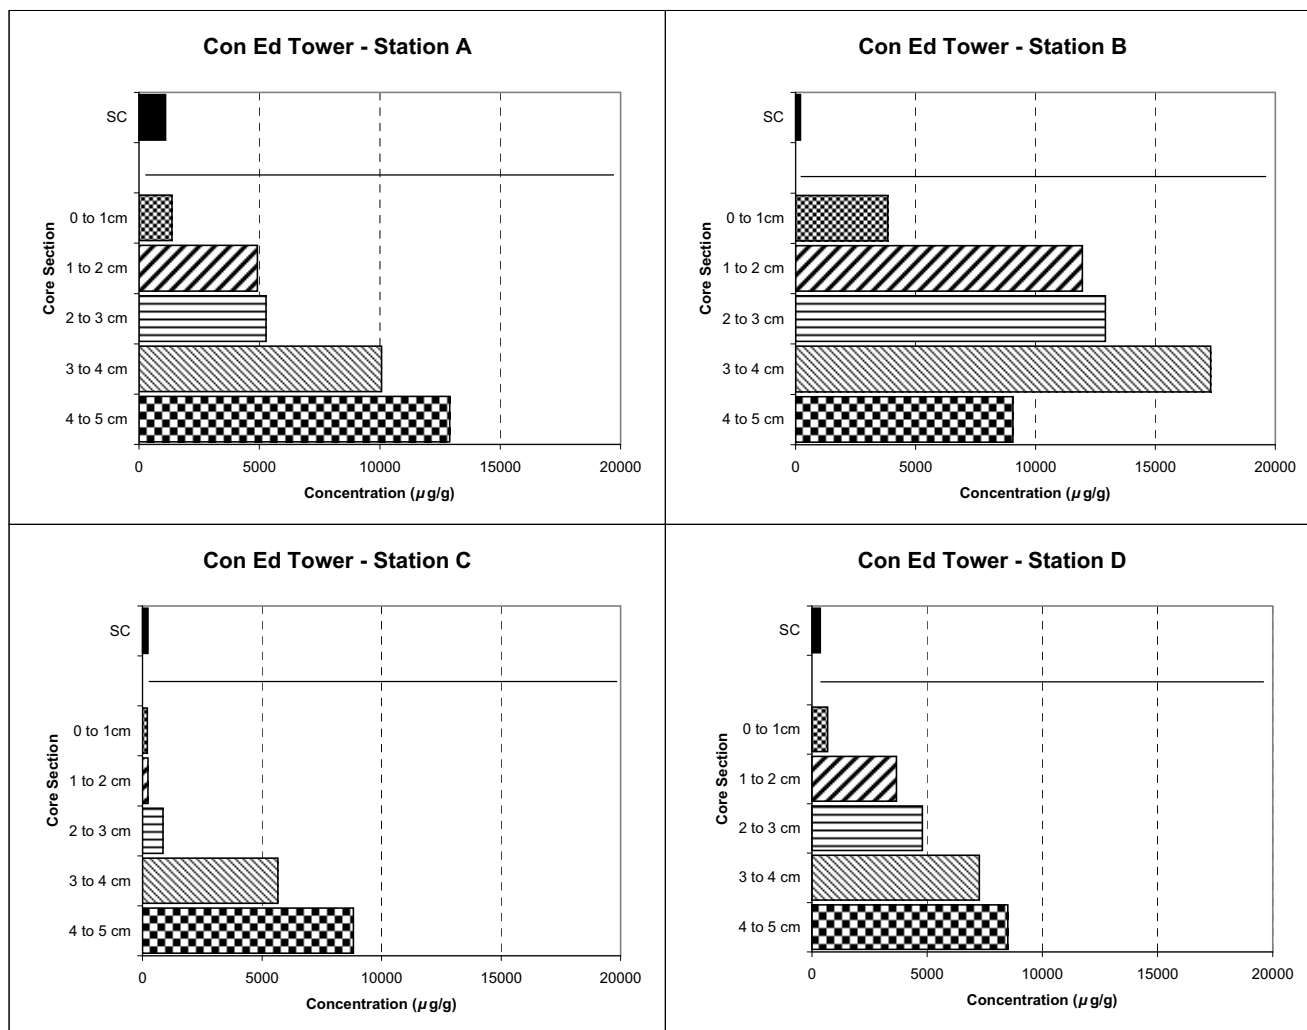 Con Ed Tower - Station A
SC
0 to 1cm
1 to 2 cm
2 to 3 cm
3 to 4 cm
4 to 5 cm
Core Section
0 5000 10000 15000 20000
Concentration (µg/g)
Con Ed Tower - Station B
SC
0 to 1cm
1 to 2 cm
2 to 3 cm
3 to 4 cm
4 to 5 cm
Core Section
0 5000 10000 15000 20000
Concentration (µg/g)
Con Ed Tower - Station C
SC
0 to 1cm
1 to 2 cm
2 to 3 cm
3 to 4 cm
4 to 5 cm
Core Section
0 5000 10000 15000 20000
Concentration (µg/g)
Con Ed Tower - Station D
SC
0 to 1cm
1 to 2 cm
2 to 3 cm
3 to 4 cm
4 to 5 cm
Core Section
0 5000 10000 15000 20000
Concentration (µg/g)